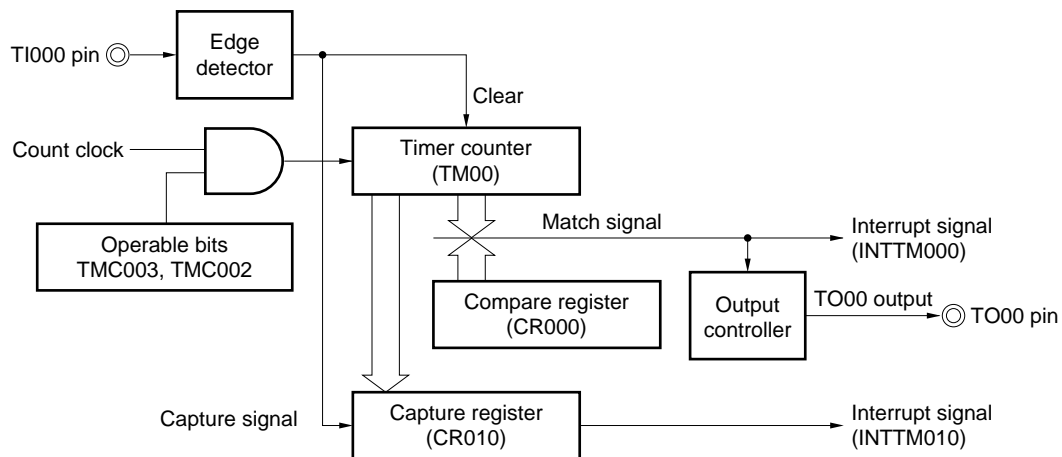 TI000 pin
Edge
detector
Clear
Count clock
Timer counter
(TM00)
Operable bits
TMC003, TMC002
Match signal
Interrupt signal
(INTTM000)
Compare register
(CR000)
Output
controller
TO00 output
TO00 pin
Capture signal
Capture register
(CR010)
Interrupt signal
(INTTM010)